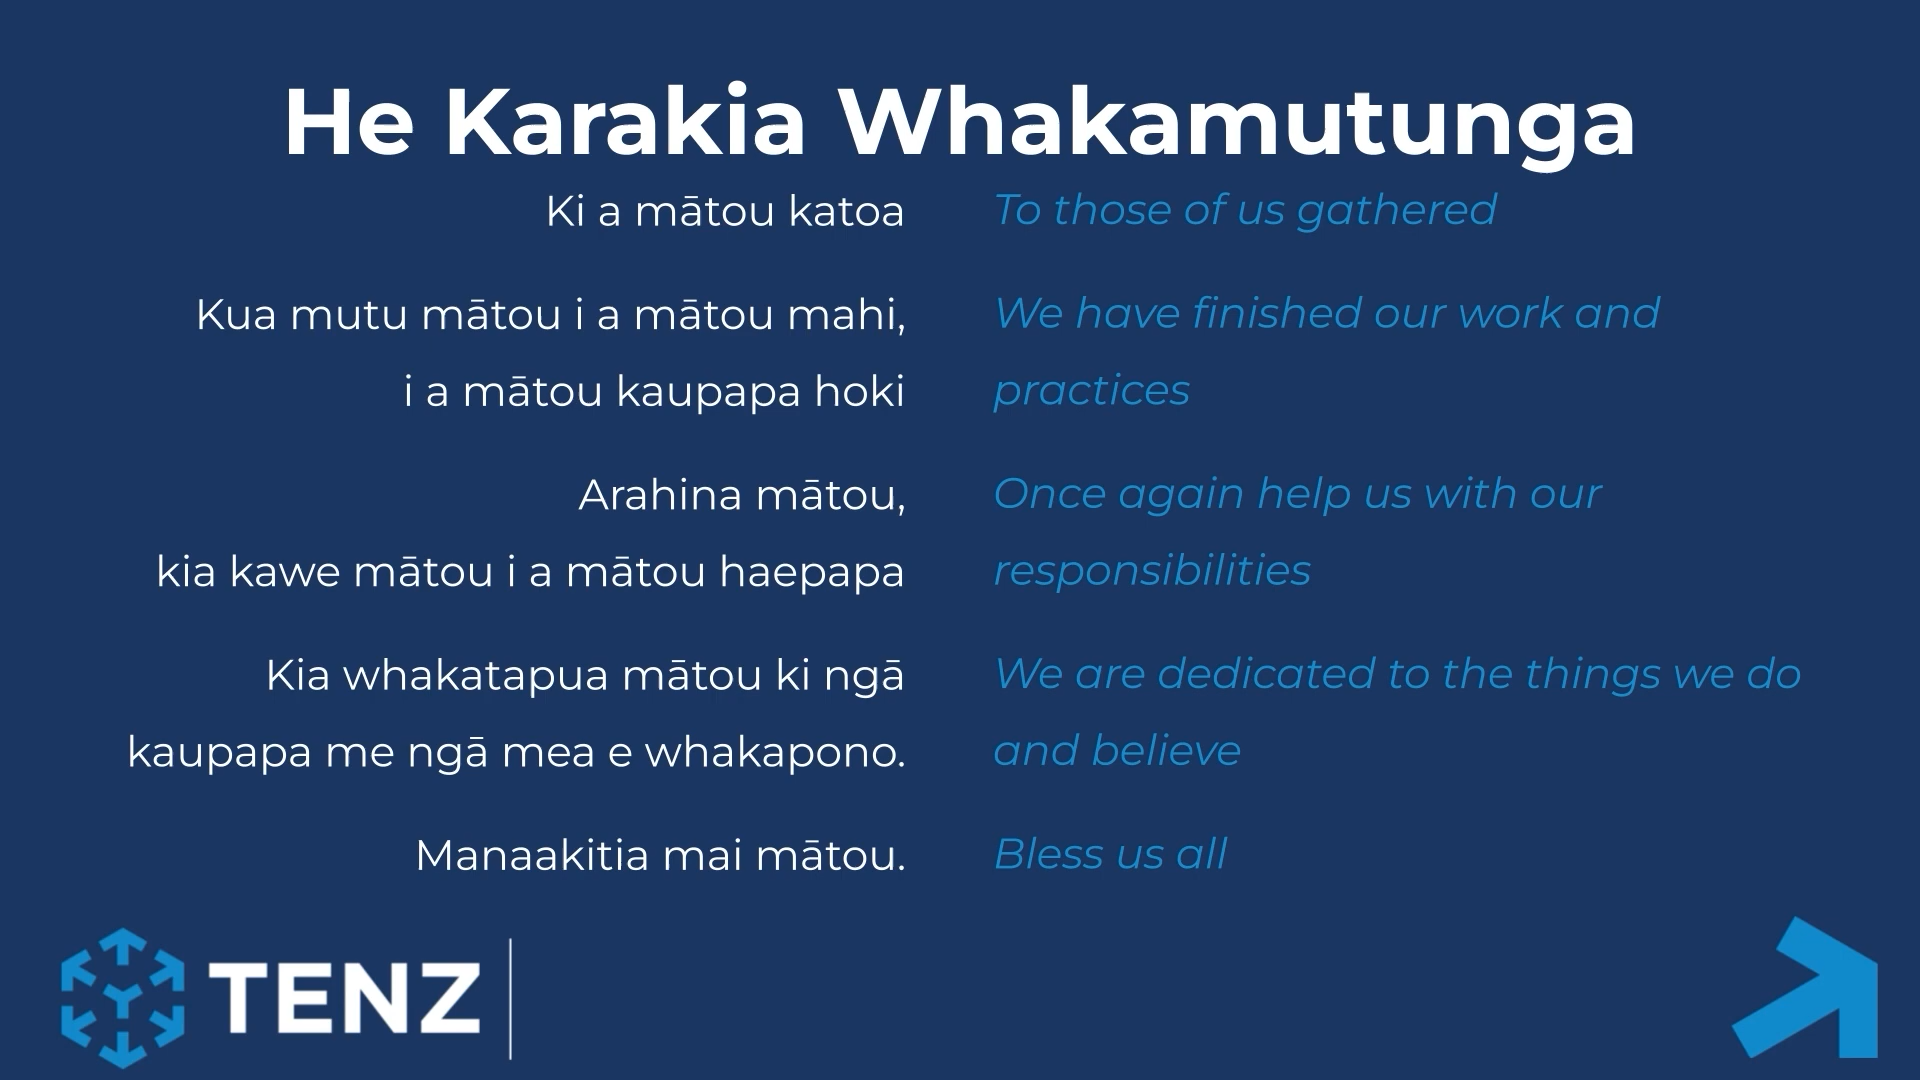 He Karakia Whakamutunga
Ki a mātou katoa
To those of us gathered
Kua mutu mātou i a mātou mahi,
i a mātou kaupapa hoki
We have finished our work and
practices
Arahina mātou,
kia kawe mātou i a mātou haepapa
Once again help us with our
responsibilities
Kia whakatapua mātou ki ngā
kaupapa me ngā mea e whakapono.
We are dedicated to the things we do
and believe
Manaakitia mai mātou.
Bless us all
TENZ